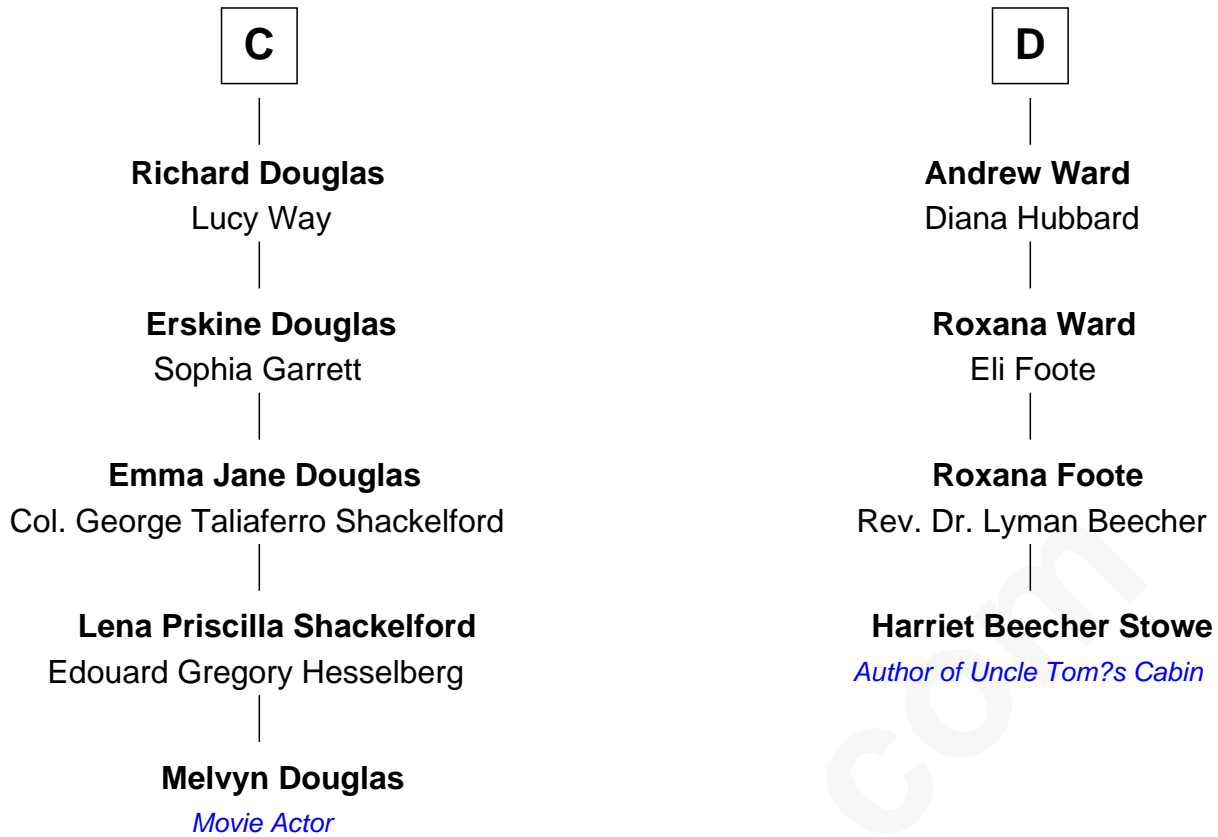 C
Richard Douglas
Lucy Way
Erskine Douglas
Sophia Garrett
Emma Jane Douglas
Col. George Taliaferro Shackelford
Lena Priscilla Shackelford
Edouard Gregory Hesselberg
Melvyn Douglas
Movie Actor
D
Andrew Ward
Diana Hubbard
Roxana Ward
Eli Foote
Roxana Foote
Rev. Dr. Lyman Beecher
Harriet Beecher Stowe
Author of Uncle Tom?s Cabin
com